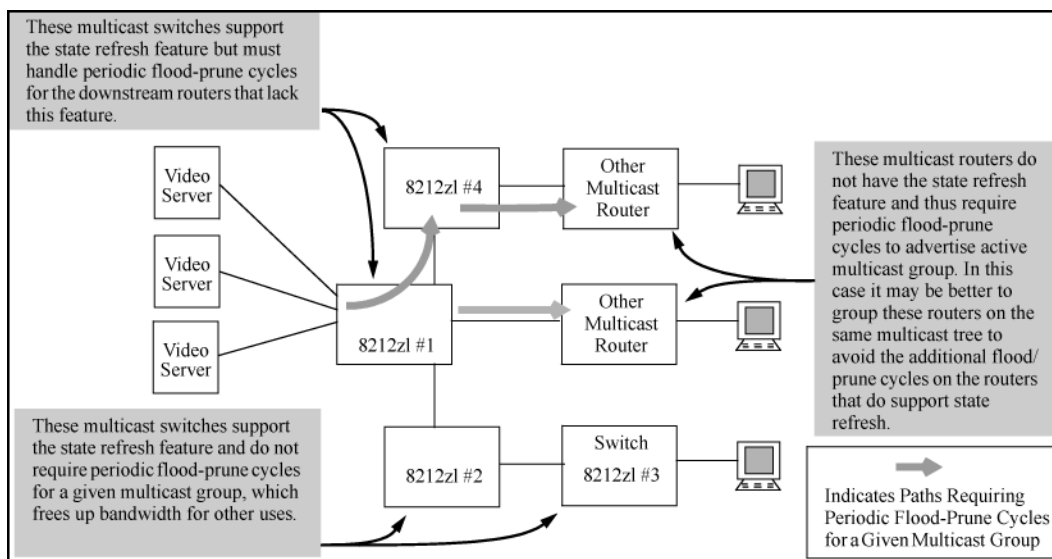 These multicast switches support
the state refresh feature but must
handle periodic flood-prune cycles
for the downstream routers that lack
this feature.
Video
Server
Video
Server
Video
Server
8212zl #4
Other
Multicast
Router
8212zl #1
Other
Multicast
Router
8212zl #2
Switch
8212zl #3
These multicast routers do
not have the state refresh
feature and thus require
periodic flood-prune
cycles to advertise active
multicast group. In this
case it may be better to
group these routers on the
same multicast tree to
avoid the additional flood/
prune cycles on the routers
that do support state
refresh.
These multicast switches support
the state refresh feature and do not
require periodic flood-prune cycles
for a given multicast group, which
frees up bandwidth for other uses.
Indicates Paths Requiring
Periodic Flood-Prune Cycles
for a Given Multicast Group